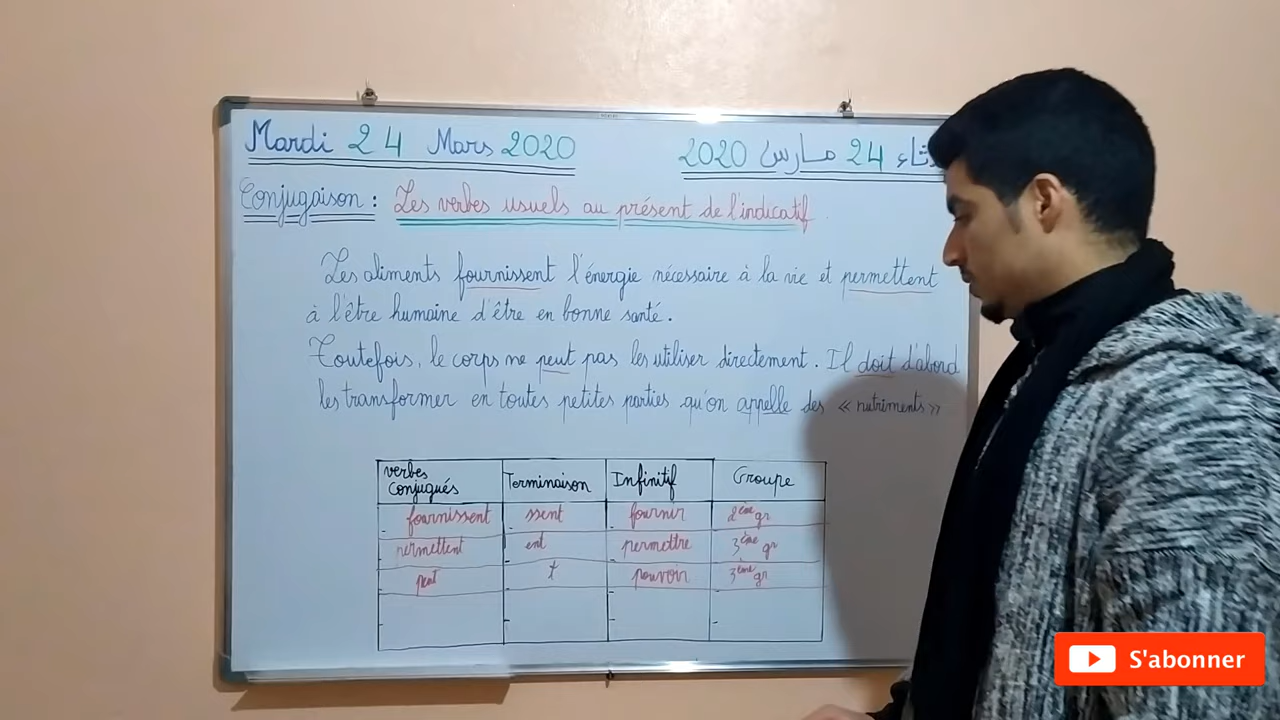 Mardi 24 Mars 2020
ثاء 24 مارس 2020
Conjugaison : Les verbes usuels au présent de l'indicatif
Les aliments fournissent l'énergie nécessaire à la vie et permettent
à l'être humaine d'être en bonne santé.
Toutefois, le corps ne peut pas les utiliser directement. Il doit d'abord
les transformer en toutes petites parties qu'on appelle des « nutriments »
verbes Conjugués Terminaison Infinitif Groupe
fournissent ssent fournir 2ème gr
permettent ent permettre 3ème gr
peut t pouvoir 3ème gr
S'abonner